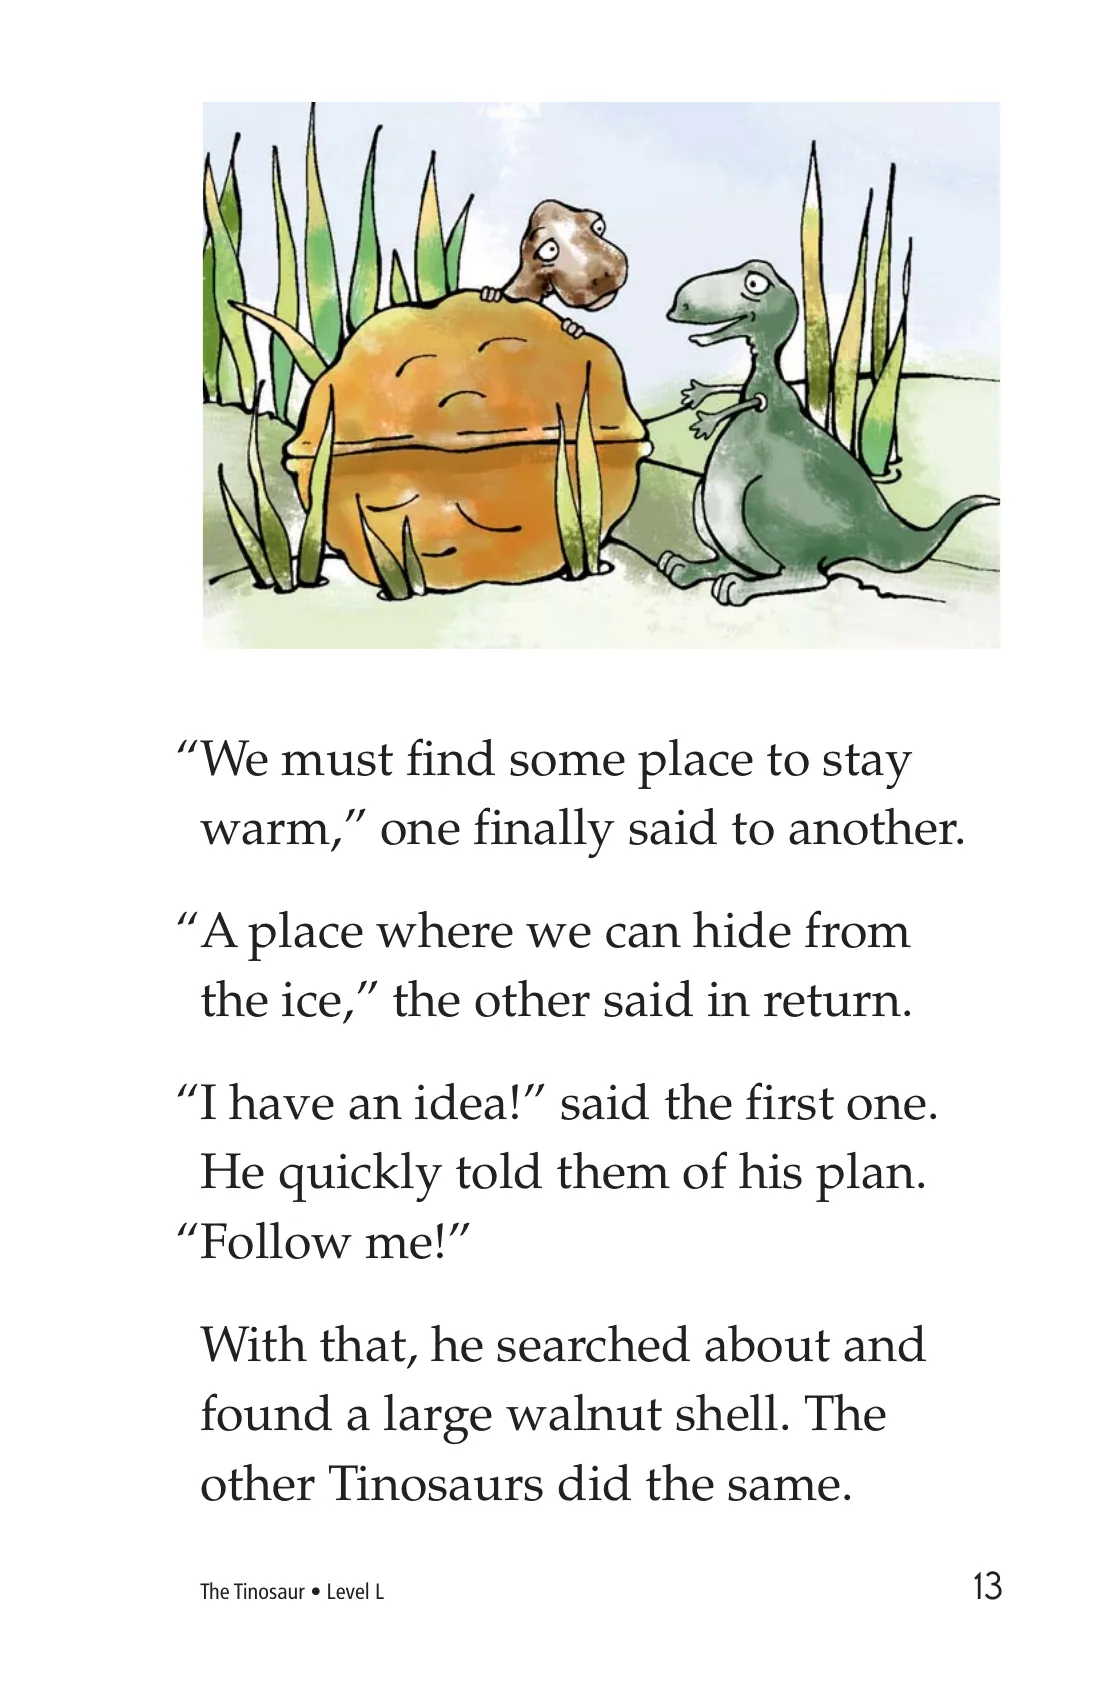 “We must find some place to stay
warm,” one finally said to another.
“A place where we can hide from
the ice,” the other said in return.
“I have an idea!” said the first one.
He quickly told them of his plan.
“Follow me!”
With that, he searched about and
found a large walnut shell. The
other Tinosaurs did the same.
The Tinosaur • Level L
13